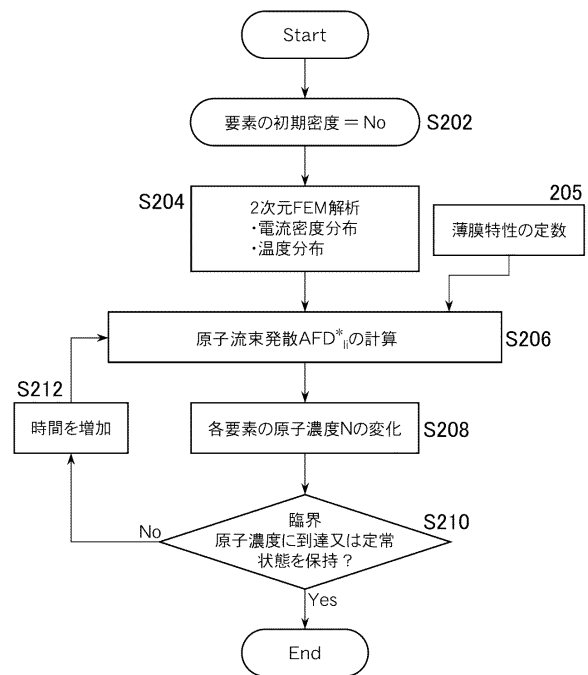 Start
要素の初期密度 = No
S202
S204
2次元FEM解析
・電流密度分布
・温度分布
205
薄膜特性の定数
原子流束発散AFD*liの計算
S206
S212
時間を増加
各要素の原子濃度Nの変化
S208
S210
臨界
原子濃度に到達又は定常
状態を保持？
No
Yes
End